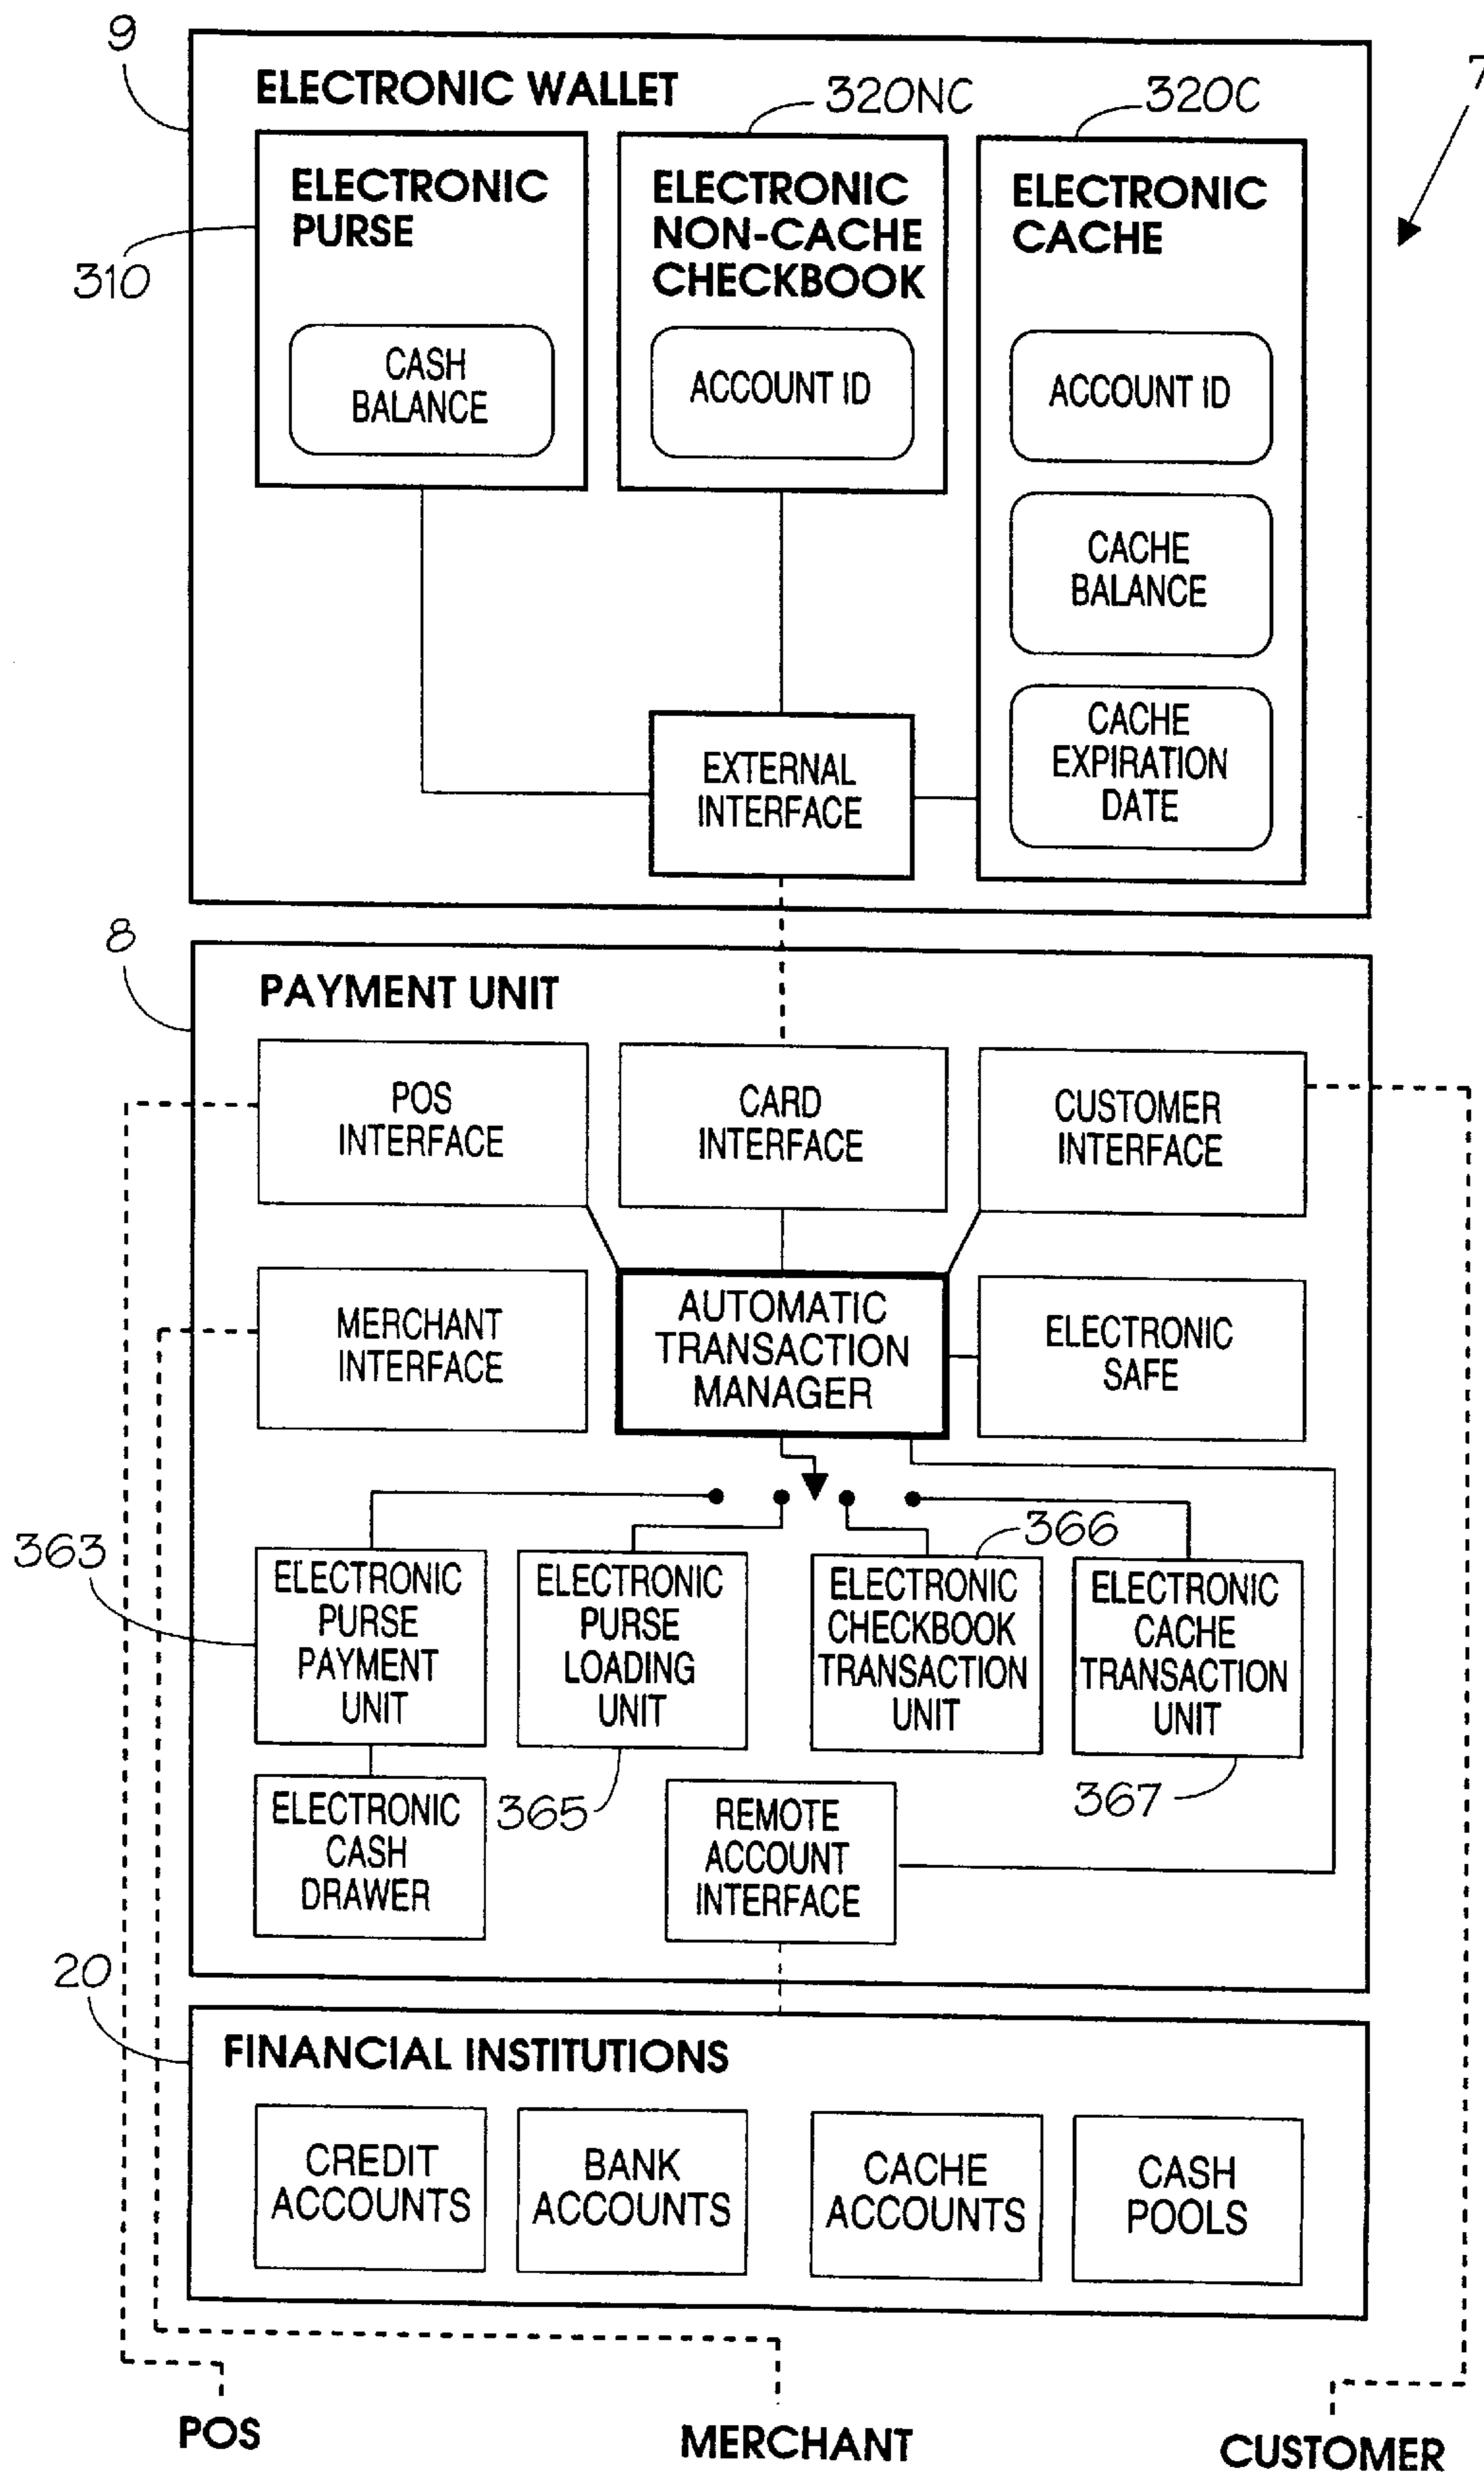 9
7
ELECTRONIC WALLET
320NC
320C
ELECTRONIC
PURSE
310
CASH
BALANCE
ELECTRONIC
NON-CACHE
CHECKBOOK
ACCOUNT ID
ELECTRONIC
CACHE
ACCOUNT ID
CACHE
BALANCE
CACHE
EXPIRATION
DATE
EXTERNAL
INTERFACE
8
PAYMENT UNIT
POS
INTERFACE
CARD
INTERFACE
CUSTOMER
INTERFACE
MERCHANT
INTERFACE
AUTOMATIC
TRANSACTION
MANAGER
ELECTRONIC
SAFE
363
ELECTRONIC
PURSE
PAYMENT
UNIT
ELECTRONIC
PURSE
LOADING
UNIT
365
366
ELECTRONIC
CHECKBOOK
TRANSACTION
UNIT
ELECTRONIC
CACHE
TRANSACTION
UNIT
367
ELECTRONIC
CASH
DRAWER
REMOTE
ACCOUNT
INTERFACE
20
FINANCIAL INSTITUTIONS
CREDIT
ACCOUNTS
BANK
ACCOUNTS
CACHE
ACCOUNTS
CASH
POOLS
POS
MERCHANT
CUSTOMER